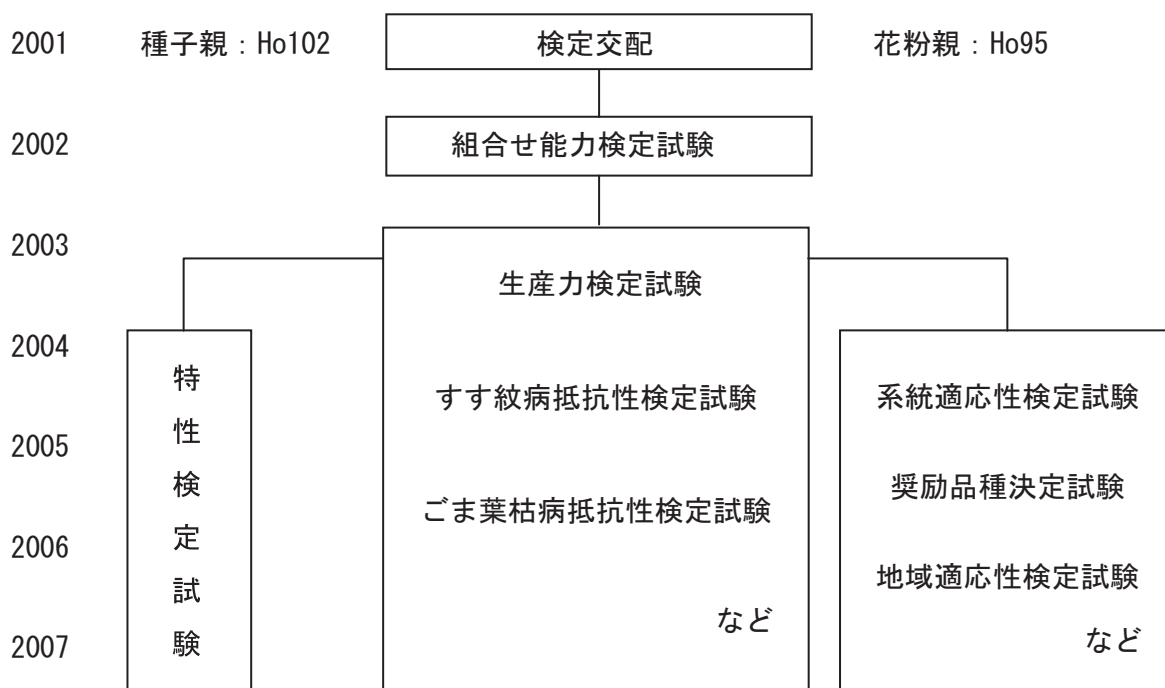 2001 種子親：Ho102 検定交配 花粉親：Ho95
2002 組合せ能力検定試験
2003
生産力検定試験
2004
特性検定試験
すす紋病抵抗性検定試験
系統適応性検定試験
2005
奨励品種決定試験
ごま葉枯病抵抗性検定試験
2006
地域適応性検定試験
など
など
2007